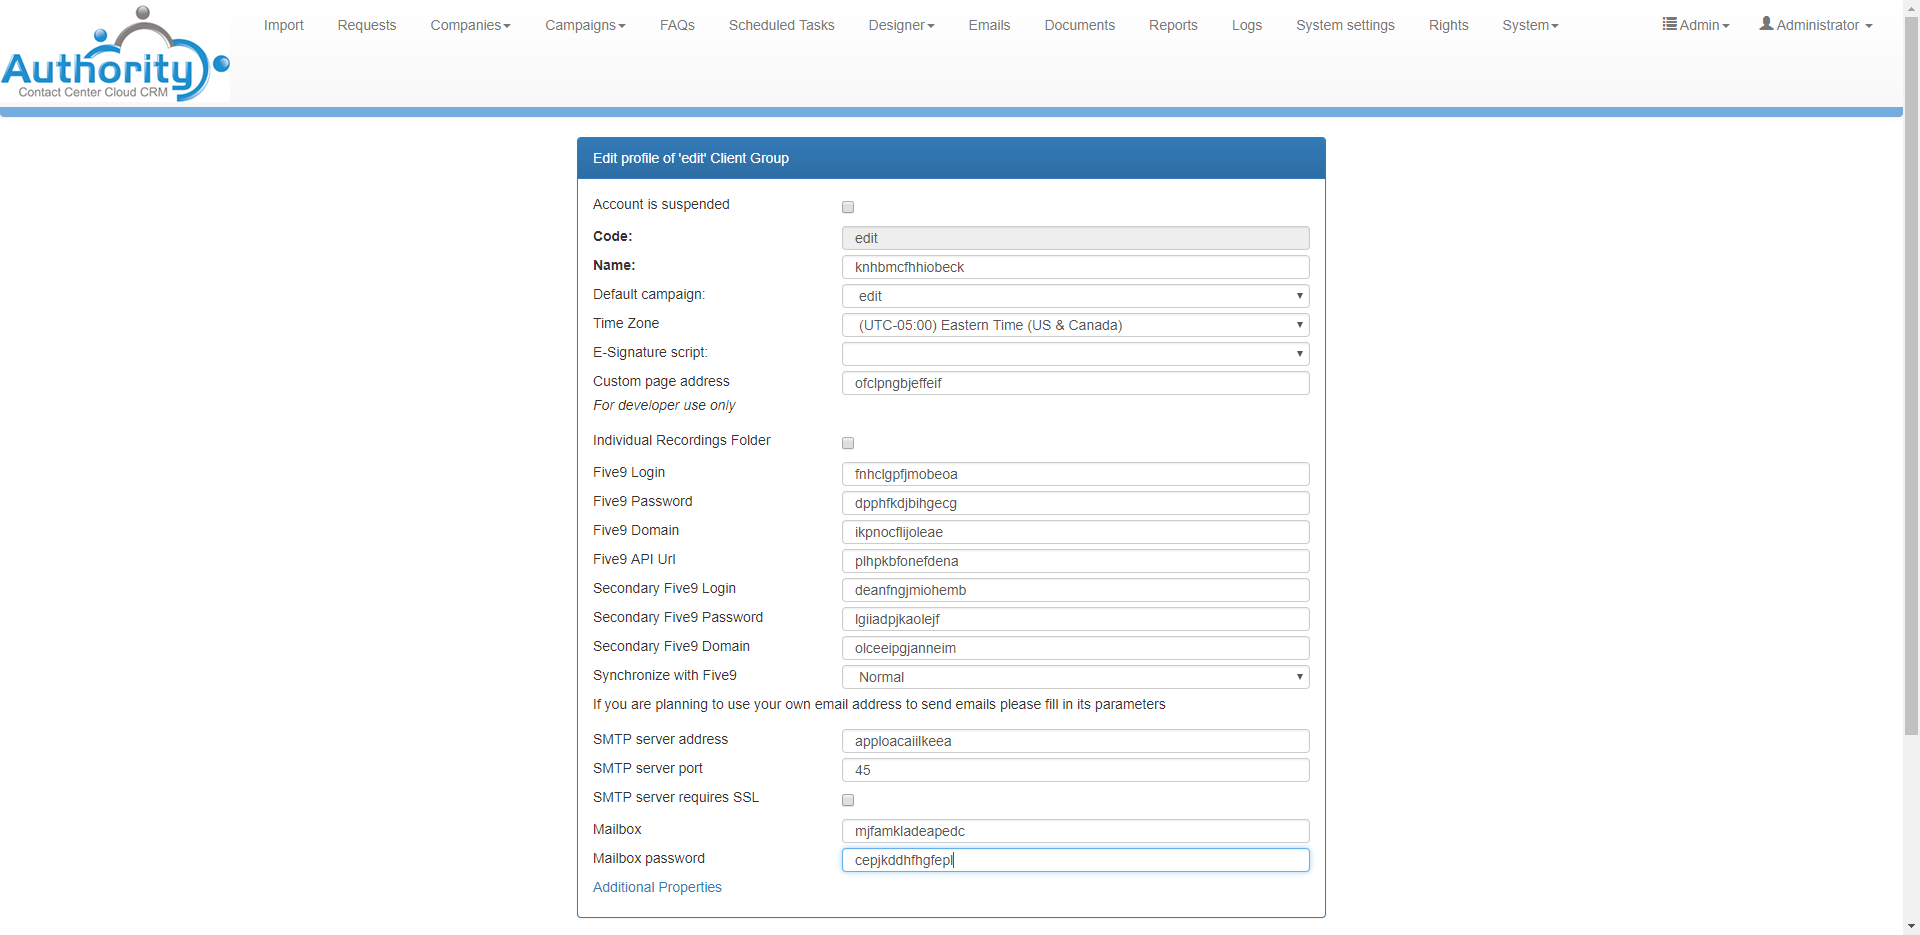 Authority
Contact Center Cloud CRM
Import Requests Companies Campaigns FAQs Scheduled Tasks Designer Emails Documents Reports Logs System settings Rights System Admin Administrator
Edit profile of 'edit' Client Group
Account is suspended
Code: edit
Name: knhbmcfhhiobeck
Default campaign: edit
Time Zone (UTC-05:00) Eastern Time (US & Canada)
E-Signature script:
Custom page address ofclpngbjeffeif
For developer use only
Individual Recordings Folder
Five9 Login fnhclgpfjmobeoa
Five9 Password dpphfkdjbihgecg
Five9 Domain ikpnocflijoleae
Five9 API Url plhpkbfonefdena
Secondary Five9 Login deanfngjmiohemb
Secondary Five9 Password lgiiadpjkaolejf
Secondary Five9 Domain olceeipgjanneim
Synchronize with Five9 Normal
If you are planning to use your own email address to send emails please fill in its parameters
SMTP server address apploacaiilkeea
SMTP server port 45
SMTP server requires SSL
Mailbox mjfamkladeapedc
Mailbox password cepjkddhfhgfepl
Additional Properties